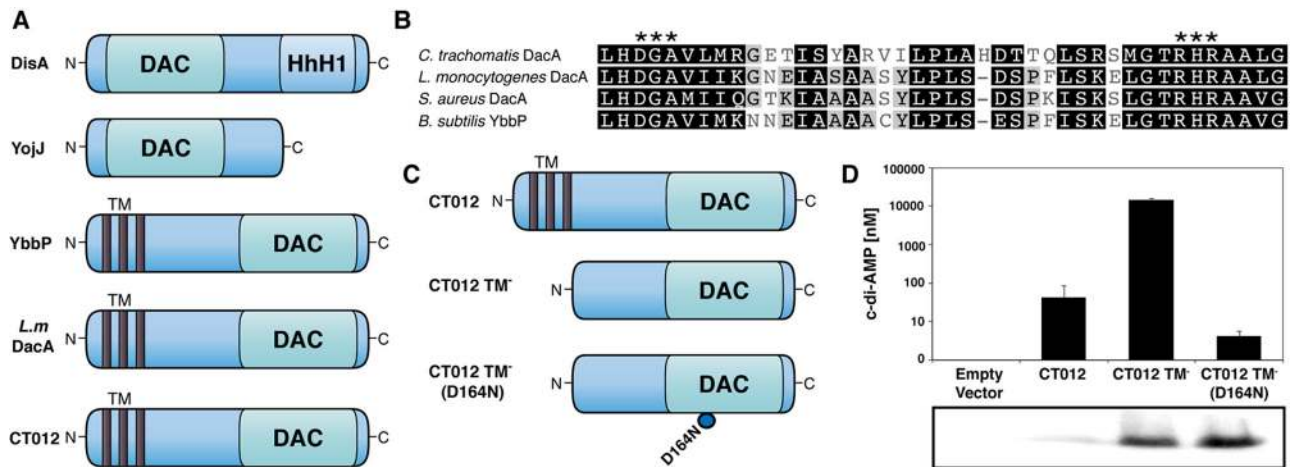 A
DisA N DAC HhH1 C
YojJ N DAC C
TM
YbbP N DAC C
TM
L.m
DacA N DAC C
TM
CT012 N DAC C
B
*** ***
C. trachomatis DacA LHDGAVLMRGETISYARVILPLAHDTTQLSRSMGTRHRAALG
L. monocytogenes DacA LHDGAVIIKGNEIASAASYLPLS-DSPFLSKELGTRHRAALG
S. aureus DacA LHDGAMIIQGTKIAAAASYLPLS-DSPKISKSLGTRHRAAVG
B. subtilis YbbP LHDGAVIMKNNEIAAAACYLPLS-ESPFISKELGTRHRAAVG
C
TM
CT012 N- DAC -C
CT012 TM⁻ N- DAC -C
CT012 TM⁻
(D164N) N- DAC -C
D164N
D
c-di-AMP [nM]
100000
10000
1000
100
10
0
Empty
Vector
CT012
CT012 TM⁻
CT012 TM⁻
(D164N)